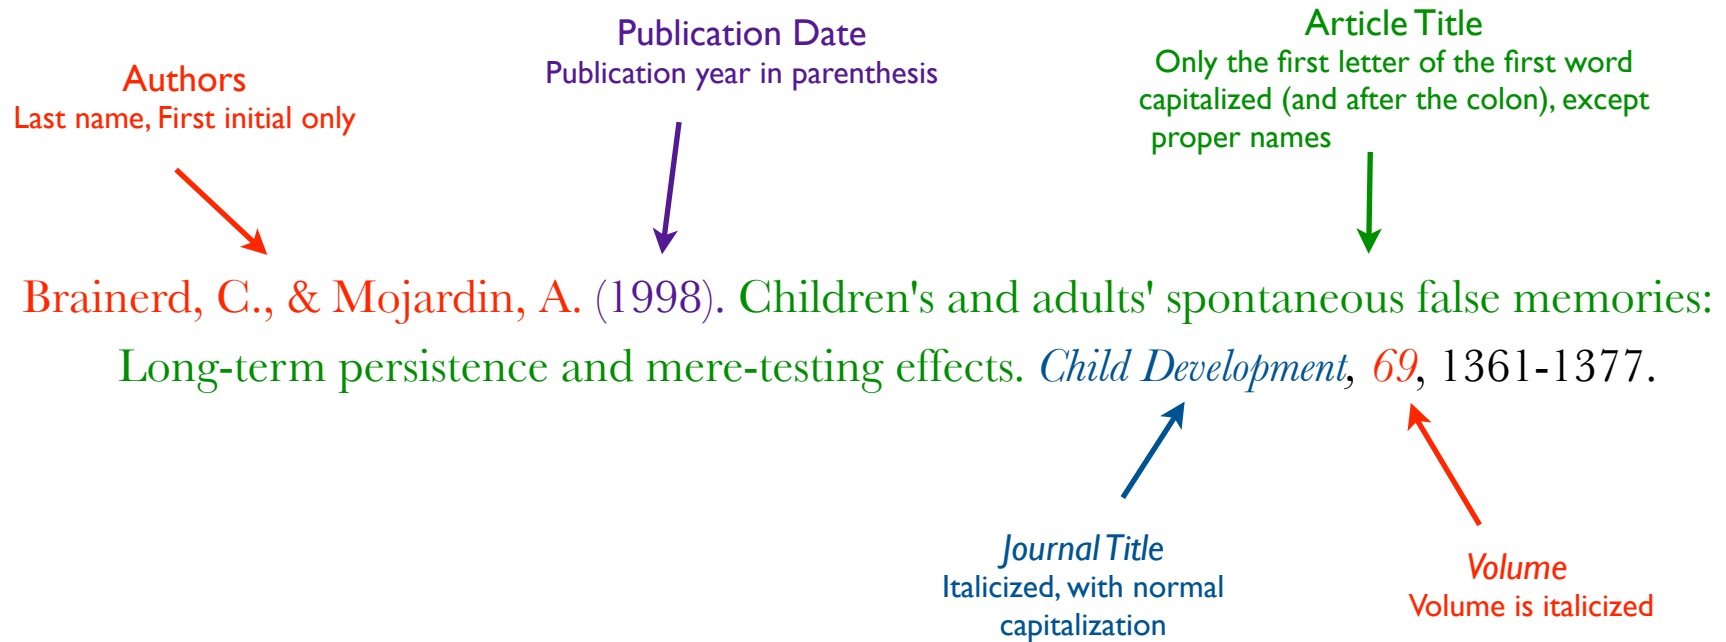 Authors
Last name, First initial only
Publication Date
Publication year in parenthesis
Article Title
Only the first letter of the first word
capitalized (and after the colon), except
proper names
Brainerd, C., & Mojardin, A. (1998). Children's and adults' spontaneous false memories:
Long-term persistence and mere-testing effects. Child Development, 69, 1361-1377.
Journal Title
Italicized, with normal
capitalization
Volume
Volume is italicized